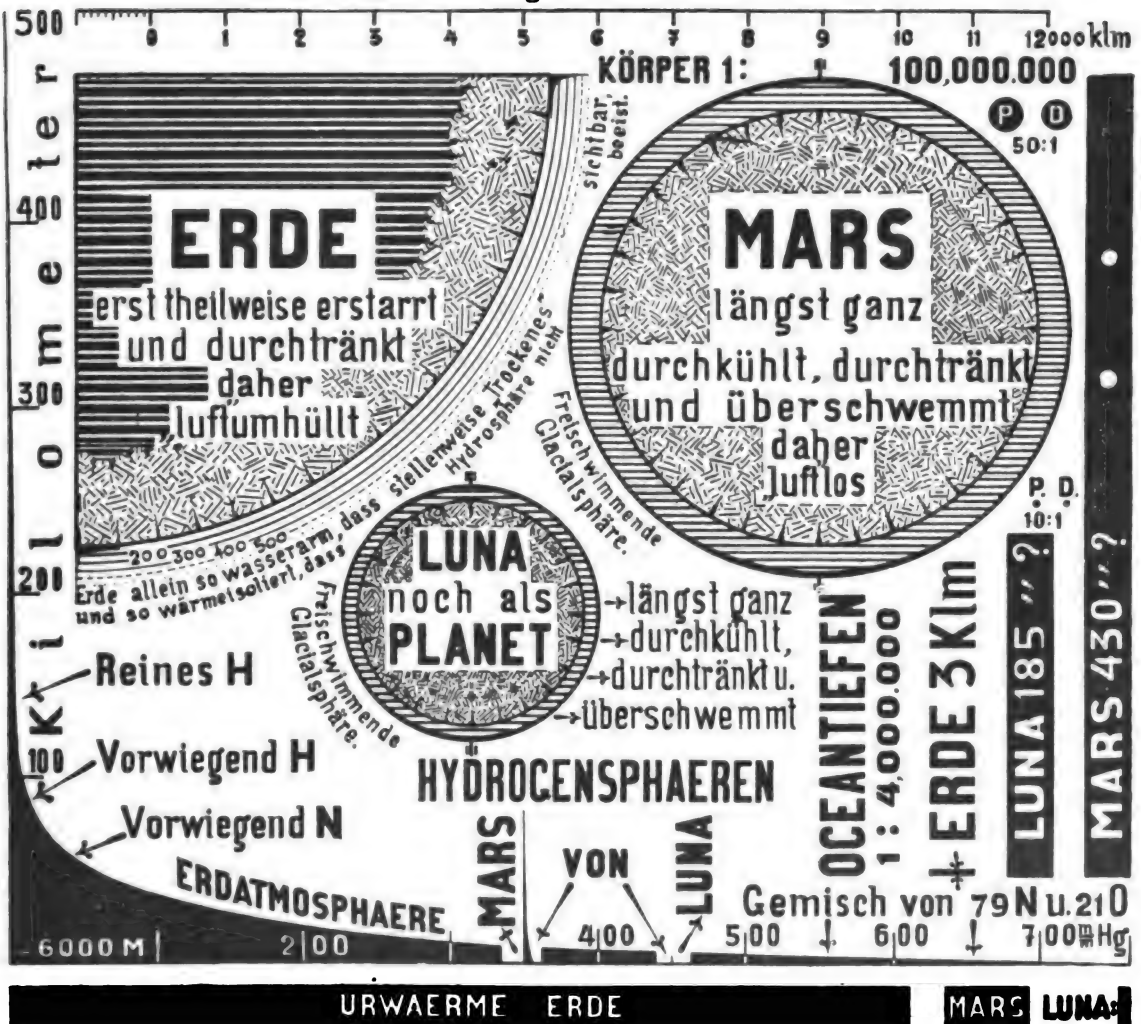 500
0 1 2 3 4 5 6 7 8 9 10 11 12000 klm
KÖRPER 1: 100,000.000
P D
50:1
Kilometer
400
300
200
100
ERDE
erst theilweise erstarrt
und durchtränkt
daher
„luftumhüllt
sichtbar,
beeist.
MARS
längst ganz
durchkühlt, durchtränkt
und überschwemmt
daher
„luftlos
200 300 400 500
Erde allein so wasserarm, dass stellenweise Trockenes
und so wärmeisoliert, dass Hydrosphäre nicht
Freischwimmende
Glacialsphäre.
P. D.
10:1
LUNA
noch als
PLANET
längst ganz
durchkühlt,
durchtränkt u.
überschwemmt
Freischwimmende
Glacialsphäre.
OCEANTIEFEN
1: 4,000.000
ERDE 3 Klm
LUNA 185 „?
MARS 430 „?
Reines H
Vorwiegend H
Vorwiegend N
HYDROGENSPHAEREN
MARS
VON
LUNA
ERDATMOSPHAERE
Gemisch von 79 N u. 21 O
6000 M 200 400 500 600 700 mm Hg
URWAERME ERDE MARS LUNA: